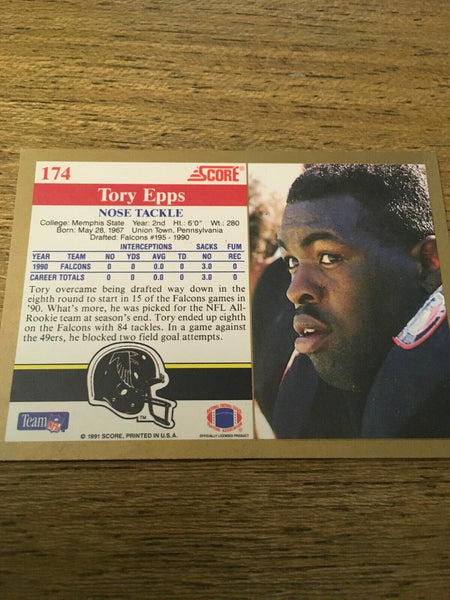 174 SCORE
Tory Epps
NOSE TACKLE
College: Memphis State Year: 2nd Ht.: 6'0" Wt.: 280
Born: May 28, 1967 Union Town, Pennsylvania
Drafted: Falcons #195 - 1990
INTERCEPTIONS SACKS FUM
YEAR TEAM NO YDS AVG TD NO REC
1990 FALCONS 0 0 0.0 0 3.0 0
CAREER TOTALS 0 0 0.0 0 3.0 0
Tory overcame being drafted way down in the
eighth round to start in 15 of the Falcons games in
'90. What's more, he was picked for the NFL All-
Rookie team at season's end. Tory ended up eighth
on the Falcons with 84 tackles. In a game against
the 49ers, he blocked two field goal attempts.
TM
Team NFL
© 1991 SCORE, PRINTED IN U.S.A.
OFFICIALLY LICENSED PRODUCT